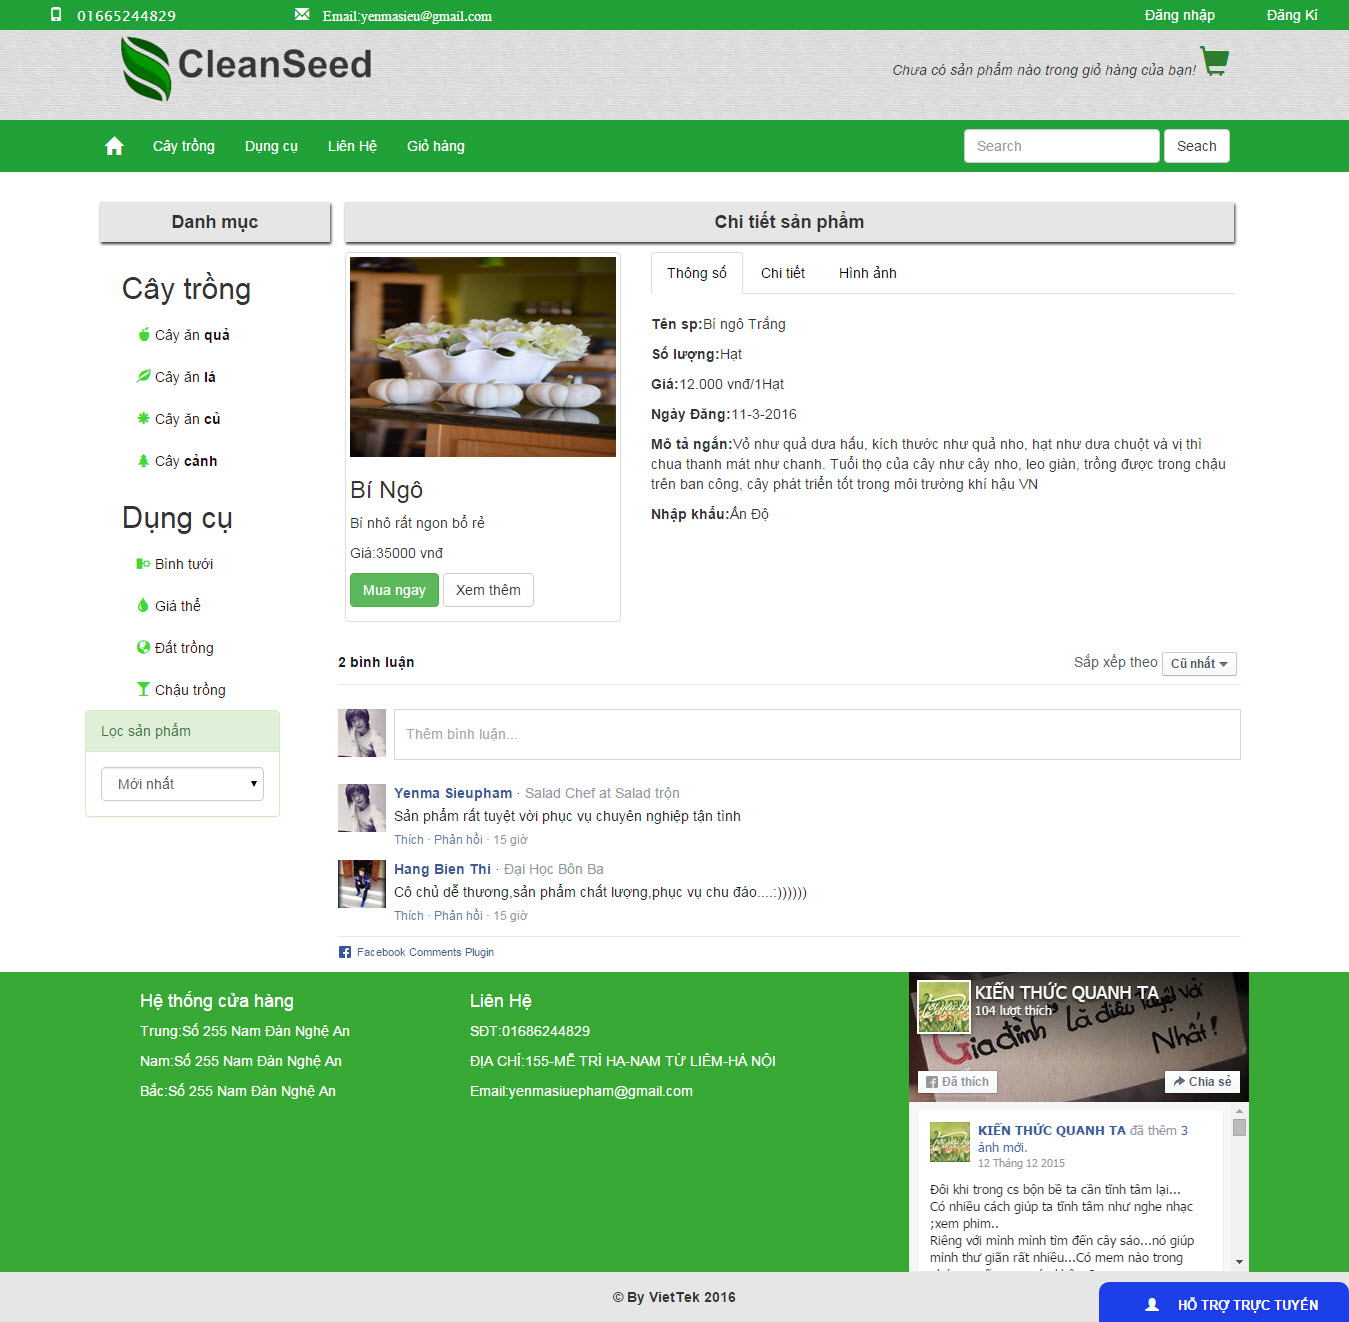 01665244829
Email:yenmasieu@gmail.com
Đăng nhập
Đăng Kí
CleanSeed
Chưa có sản phẩm nào trong giỏ hàng của bạn!
Cây trồng
Dụng cụ
Liên Hệ
Giỏ hàng
Search
Seach
Danh mục
Cây trồng
Cây ăn quả
Cây ăn lá
Cây ăn củ
Cây cảnh
Dụng cụ
Bình tưới
Giá thể
Đất trồng
Chậu trồng
Lọc sản phẩm
Mới nhất
Chi tiết sản phẩm
Bí Ngô
Bí nhô rất ngon bổ rẻ
Giá:35000 vnđ
Mua ngay
Xem thêm
Thông số
Chi tiết
Hình ảnh
Tên sp:Bí ngô Trắng
Số lượng:Hạt
Giá:12.000 vnđ/1Hạt
Ngày Đăng:11-3-2016
Mô tả ngắn:Vỏ như quả dưa hấu, kích thước như quả nho, hạt như dưa chuột và vị thì
chua thanh mát như chanh. Tuổi thọ của cây như cây nho, leo giàn, trồng được trong chậu
trên ban công, cây phát triển tốt trong môi trường khí hậu VN
Nhập khẩu:Ấn Độ
2 bình luận
Sắp xếp theo
Cũ nhất
Thêm bình luận...
Yenma Sieupham · Salad Chef at Salad trộn
Sản phẩm rất tuyệt vời phục vụ chuyên nghiệp tận tình
Thích · Phản hồi · 15 giờ
Hang Bien Thi · Đại Học Bôn Ba
Cô chủ dễ thương,sản phẩm chất lượng,phục vụ chu đáo....:))))))
Thích · Phản hồi · 15 giờ
Facebook Comments Plugin
Hệ thống cửa hàng
Trung:Số 255 Nam Đàn Nghệ An
Nam:Số 255 Nam Đàn Nghệ An
Bắc:Số 255 Nam Đàn Nghệ An
Liên Hệ
SĐT:01686244829
ĐỊA CHỈ:155-MỄ TRÌ HẠ-NAM TỪ LIÊM-HÀ NỘI
Email:yenmasiuepham@gmail.com
KIẾN THỨC QUANH TA
104 lượt thích
Gia đình là điều tuyệt vời
Nhất!
Đã thích
Chia sẻ
KIẾN THỨC QUANH TA đã thêm 3
ảnh mới.
12 Tháng 12 2015
Đôi khi trong cs bộn bề ta cần tĩnh tâm lại...
Có nhiều cách giúp ta tĩnh tâm như nghe nhạc
;xem phim..
Riêng với mình mình tìm đến cây sáo...nó giúp
mình thư giãn rất nhiều...Có mem nào trong
© By VietTek 2016
HỖ TRỢ TRỰC TUYẾN